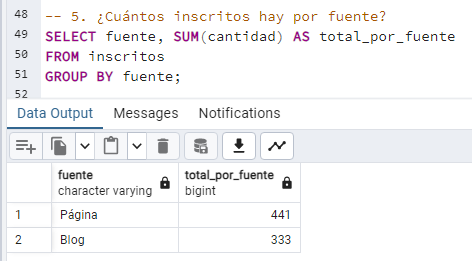 48 -- 5. ¿Cuántos inscritos hay por fuente?
49 SELECT fuente, SUM(cantidad) AS total_por_fuente
50 FROM inscritos
51 GROUP BY fuente;
52
Data Output Messages Notifications
fuente total_por_fuente
character varying bigint
1 Página 441
2 Blog 333